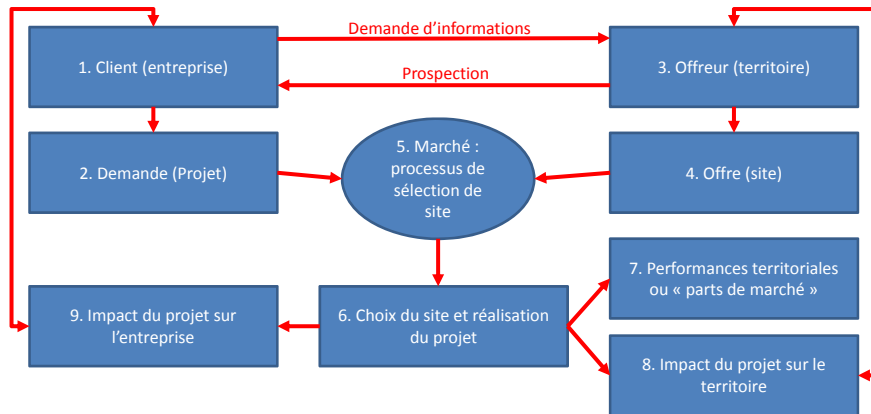 Demande d'informations
1. Client (entreprise)
3. Offreur (territoire)
Prospection
2. Demande (Projet)
5. Marché :
processus de
sélection de
site
4. Offre (site)
7. Performances territoriales
ou « parts de marché »
9. Impact du projet sur
l'entreprise
6. Choix du site et réalisation
du projet
8. Impact du projet sur le
territoire